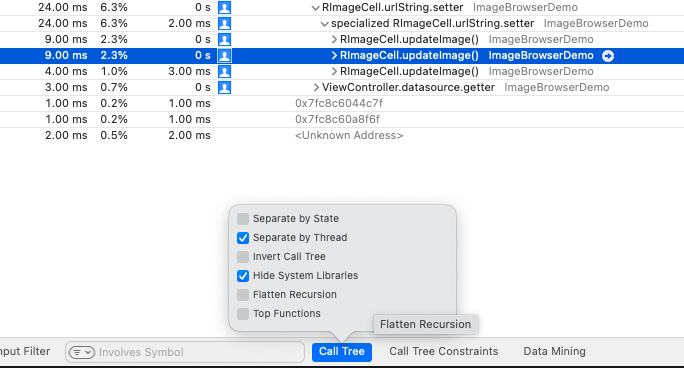 24.00 ms 6.3% 0 s RImageCell.urlString.setter ImageBrowserDemo
24.00 ms 6.3% 2.00 ms specialized RImageCell.urlString.setter ImageBrowserDemo
9.00 ms 2.3% 0 s RImageCell.updateImage() ImageBrowserDemo
9.00 ms 2.3% 0 s RImageCell.updateImage() ImageBrowserDemo
4.00 ms 1.0% 3.00 ms RImageCell.updateImage() ImageBrowserDemo
3.00 ms 0.7% 0 s ViewController.datasource.getter ImageBrowserDemo
1.00 ms 0.2% 1.00 ms 0x7fc8c6044c7f
1.00 ms 0.2% 1.00 ms 0x7fc8c60a8f6f
2.00 ms 0.5% 2.00 ms <Unknown Address>
Separate by State
Separate by Thread
Invert Call Tree
Hide System Libraries
Flatten Recursion
Top Functions
Flatten Recursion
nput Filter Involves Symbol Call Tree Call Tree Constraints Data Mining